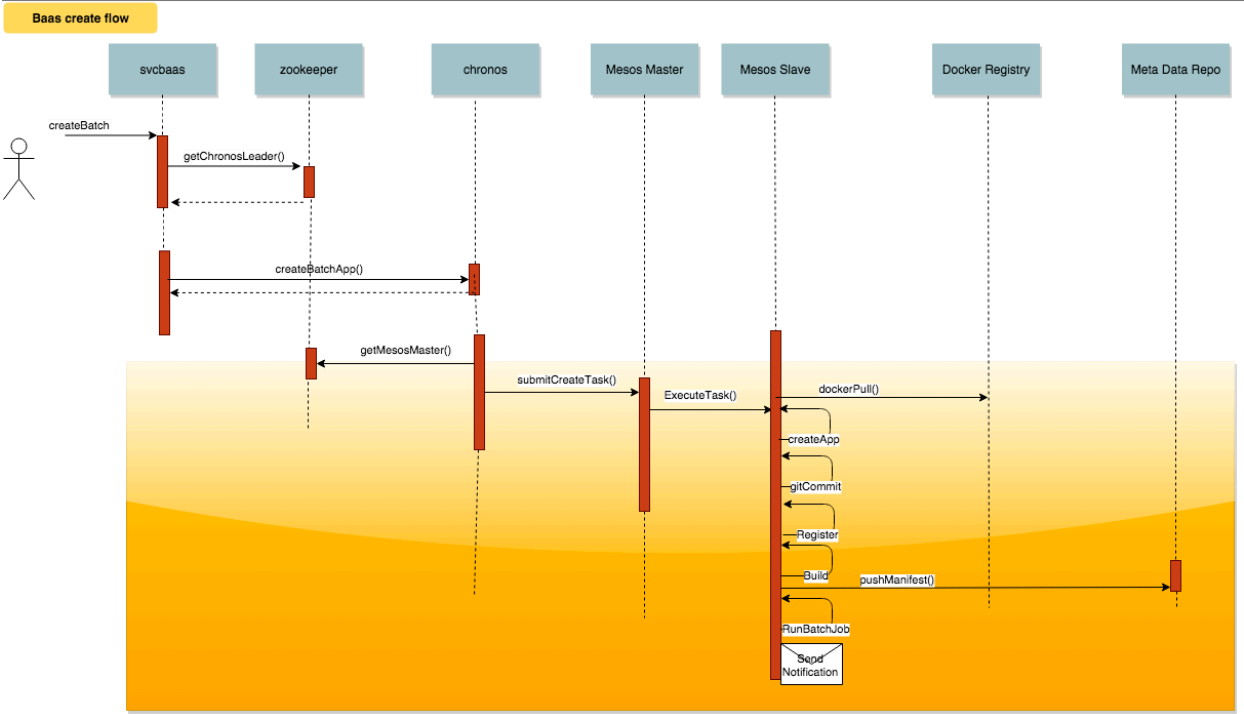 Baas create flow
svcbaas
zookeeper
chronos
Mesos Master
Mesos Slave
Docker Registry
Meta Data Repo
createBatch
getChronosLeader()
createBatchApp()
getMesosMaster()
submitCreateTask()
ExecuteTask()
dockerPull()
createApp
gitCommit
Register
Build
pushManifest()
RunBatchJob
Send
Notification